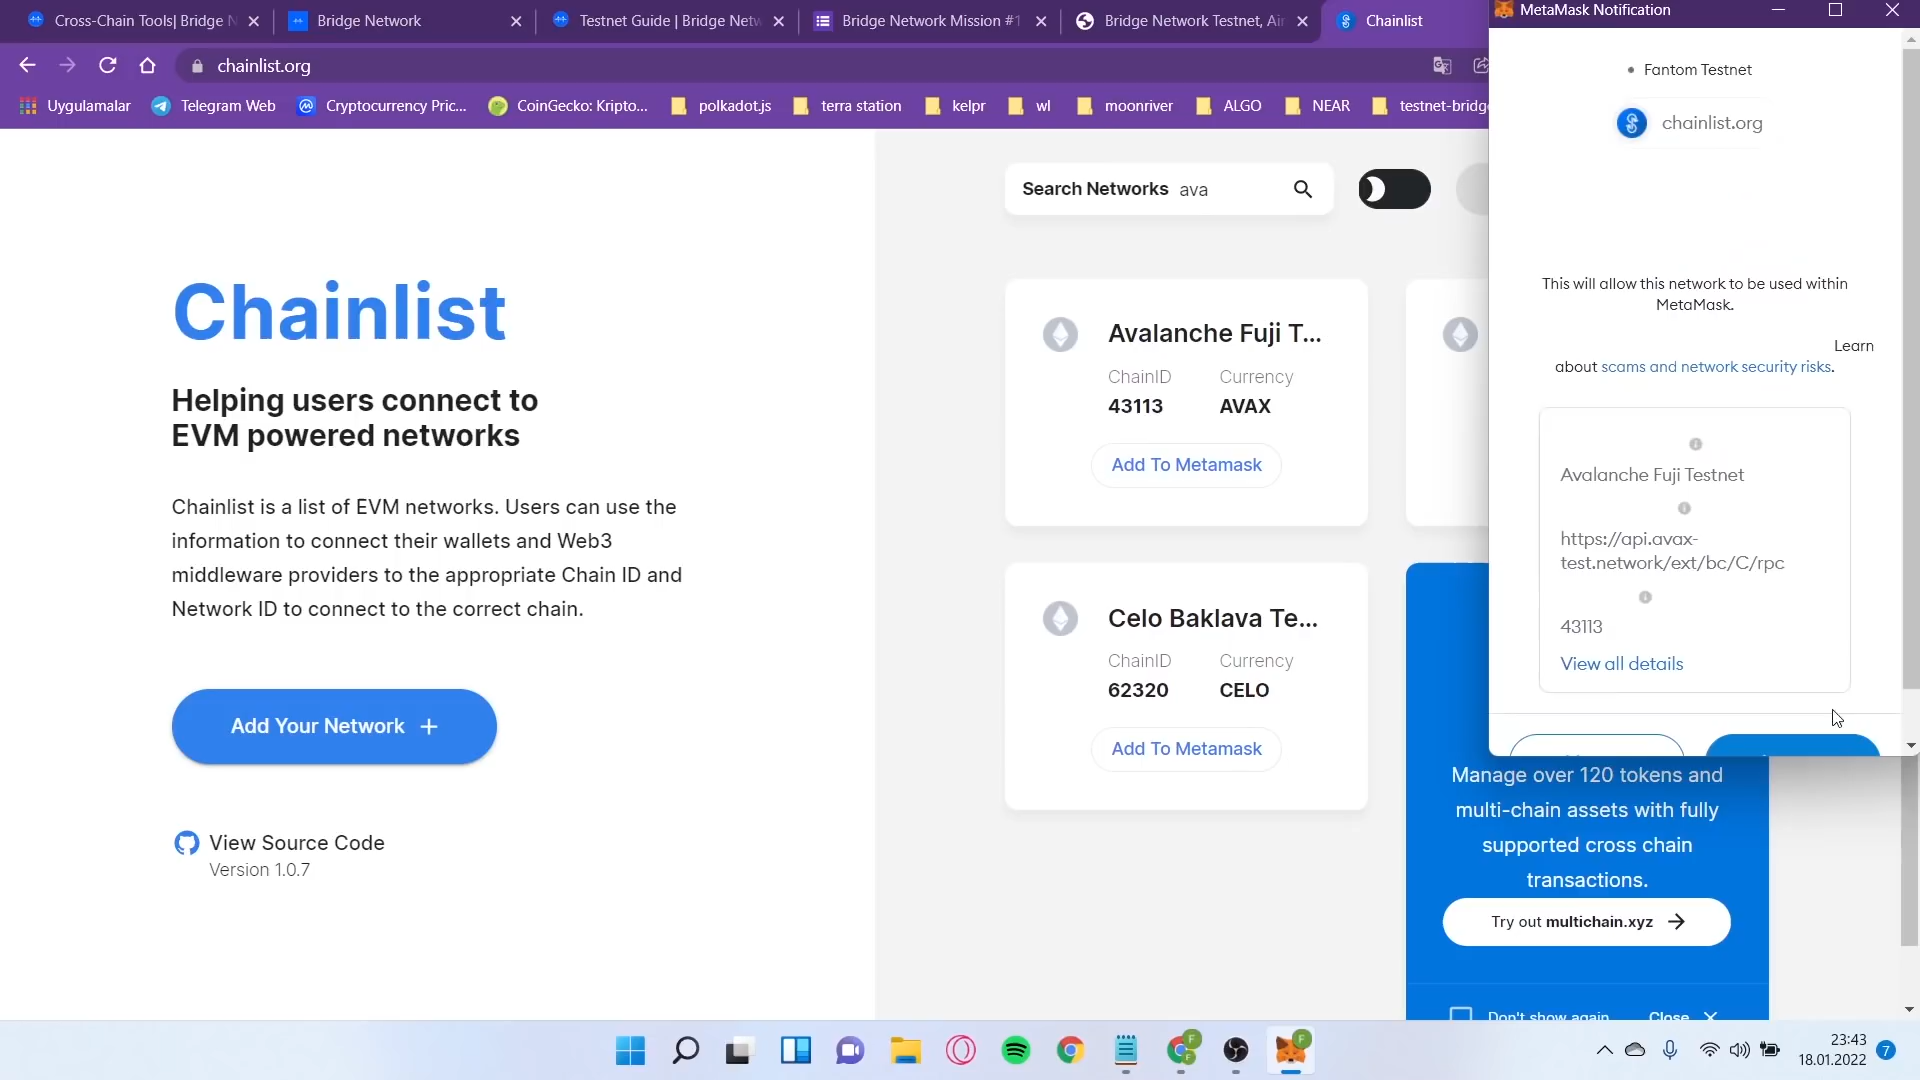 Cross-Chain Tools| Bridge N
Bridge Network
Testnet Guide | Bridge Netw
Bridge Network Mission #1
Bridge Network Testnet, Air
Chainlist
MetaMask Notification
chainlist.org
Uygulamalar
Telegram Web
Cryptocurrency Pric...
CoinGecko: Kripto...
polkadot.js
terra station
kelpr
wl
moonriver
ALGO
NEAR
testnet-bridge
Chainlist
Helping users connect to
EVM powered networks
Chainlist is a list of EVM networks. Users can use the
information to connect their wallets and Web3
middleware providers to the appropriate Chain ID and
Network ID to connect to the correct chain.
Add Your Network +
View Source Code
Version 1.0.7
Search Networks ava
Avalanche Fuji T...
ChainID Currency
43113 AVAX
Add To Metamask
Celo Baklava Te...
ChainID Currency
62320 CELO
Add To Metamask
Manage over 120 tokens and
multi-chain assets with fully
supported cross chain
transactions.
Try out multichain.xyz
Don't show again
Close
Fantom Testnet
chainlist.org
This will allow this network to be used within
MetaMask.
Learn
about scams and network security risks.
Avalanche Fuji Testnet
https://api.avax-
test.network/ext/bc/C/rpc
43113
View all details
23:43
18.01.2022
7